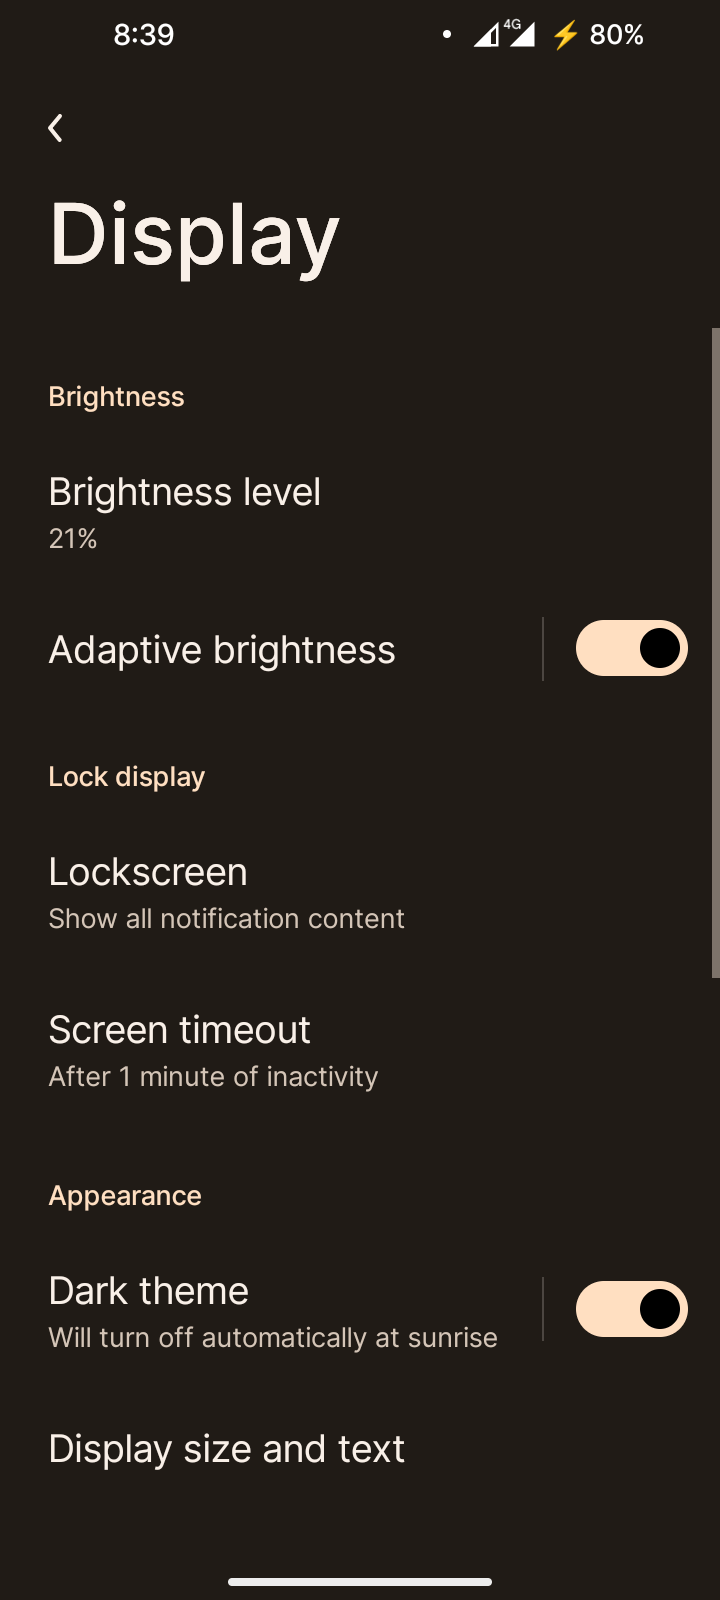 8:39 4G 80%
Display
Brightness
Brightness level
21%
Adaptive brightness
Lock display
Lockscreen
Show all notification content
Screen timeout
After 1 minute of inactivity
Appearance
Dark theme
Will turn off automatically at sunrise
Display size and text